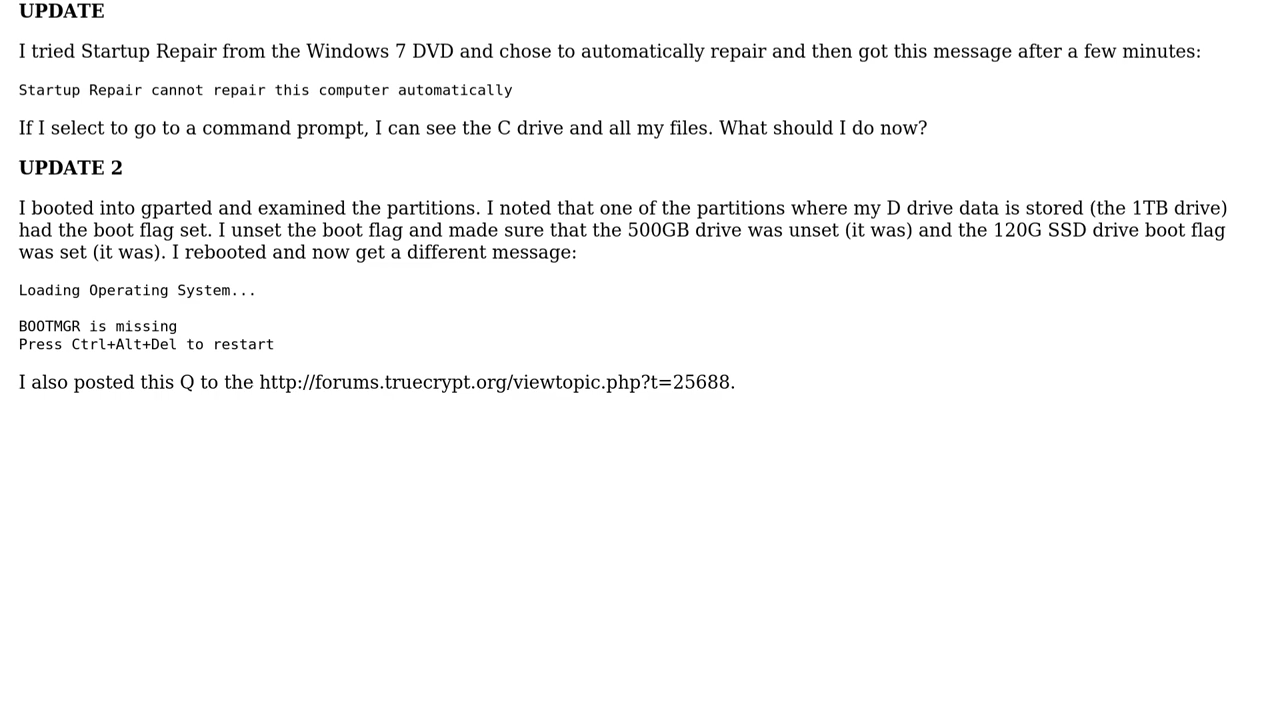 UPDATE
I tried Startup Repair from the Windows 7 DVD and chose to automatically repair and then got this message after a few minutes:
Startup Repair cannot repair this computer automatically
If I select to go to a command prompt, I can see the C drive and all my files. What should I do now?
UPDATE 2
I booted into gparted and examined the partitions. I noted that one of the partitions where my D drive data is stored (the 1TB drive)
had the boot flag set. I unset the boot flag and made sure that the 500GB drive was unset (it was) and the 120G SSD drive boot flag
was set (it was). I rebooted and now get a different message:
Loading Operating System...
BOOTMGR is missing
Press Ctrl+Alt+Del to restart
I also posted this Q to the http://forums.truecrypt.org/viewtopic.php?t=25688.